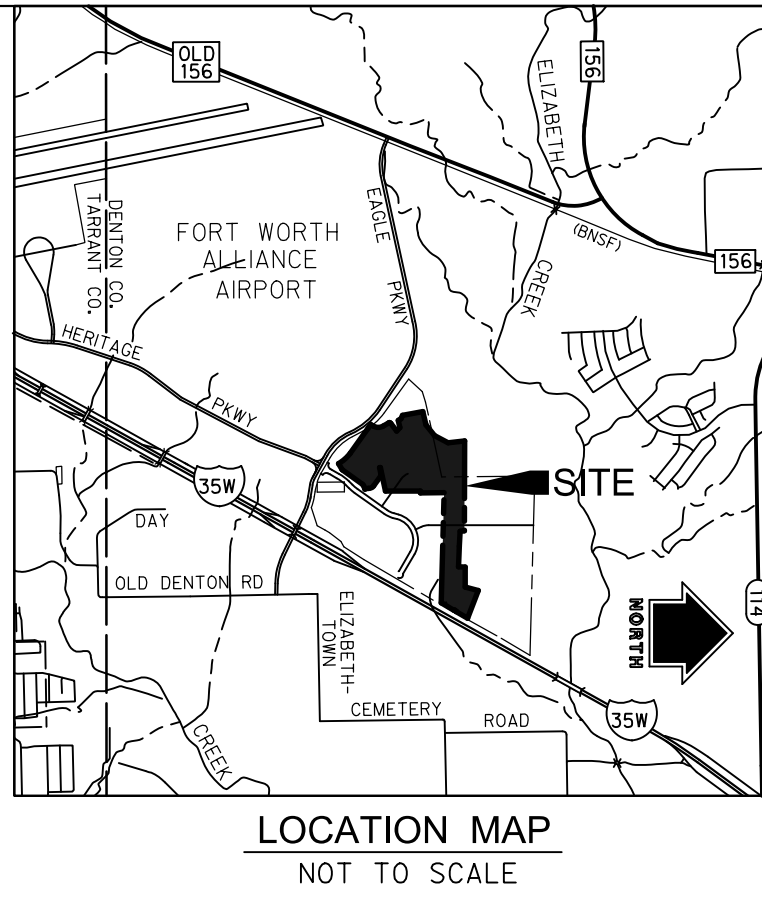 OLD
156
156
ELIZABETH
CREEK
(BNSF)
156
EAGLE
PKWY
FORT WORTH
ALLIANCE
AIRPORT
DENTON CO.
TARRANT CO.
HERITAGE
PKWY
35W
SITE
DAY
OLD DENTON RD
ELIZABETH-
TOWN
CEMETERY
ROAD
CREEK
NORTH
114
35W
LOCATION MAP
NOT TO SCALE